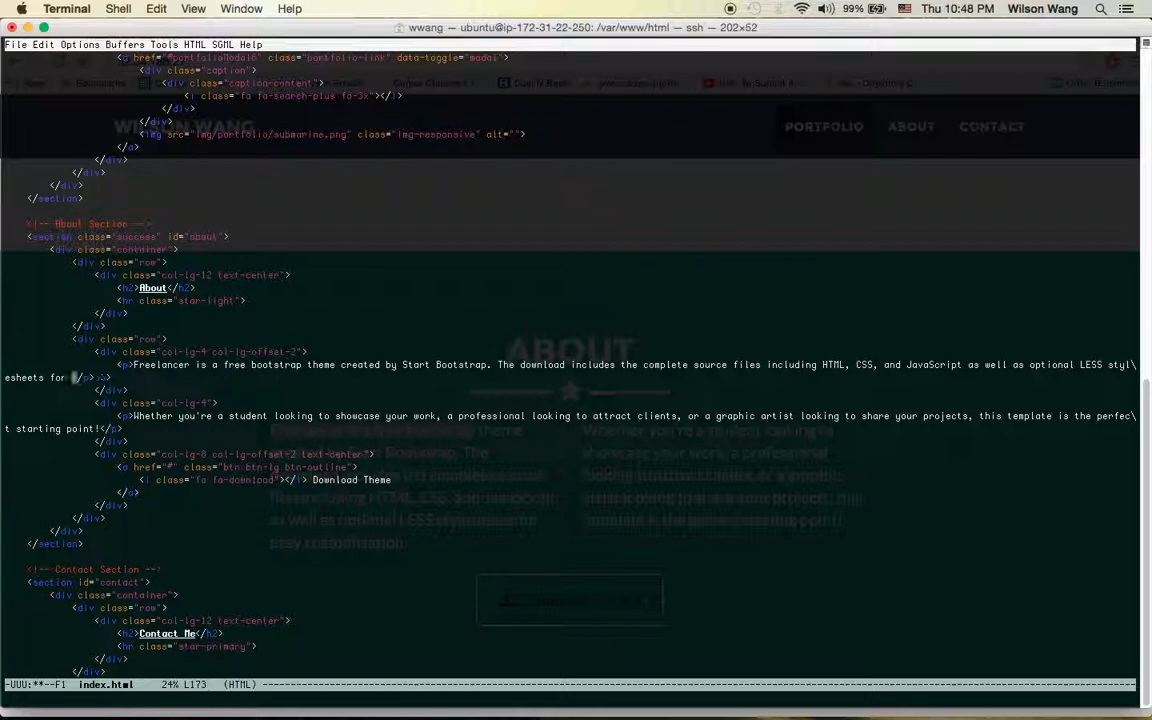 Terminal Shell Edit View Window Help 99% Thu 10:48 PM Wilson Wang
wwang — ubuntu@ip-172-31-22-250: /var/www/html — ssh — 202×52
File Edit Options Buffers Tools HTML SGML Help
<a href="#portfolioModal6" class="portfolio-link" data-toggle="modal">
<div class="caption">
<div class="caption-content">
<i class="fa fa-search-plus fa-3x"></i>
</div>
</div>
WILSON WANG PORTFOLIO ABOUT CONTACT
<img src="img/portfolio/submarine.png" class="img-responsive" alt="">
</a>
</div>
</div>
</div>
</section>
<!-- About Section -->
<section class="success" id="about">
<div class="container">
<div class="row">
<div class="col-lg-12 text-center">
<h2>About</h2>
<hr class="star-light">
</div>
</div>
<div class="row">
ABOUT
<div class="col-lg-4 col-lg-offset-2">
<p>Freelancer is a free bootstrap theme created by Start Bootstrap. The download includes the complete source files including HTML, CSS, and JavaScript as well as optional LESS styl\
esheets for </p>
</div>
<div class="col-lg-4">
<p>Whether you're a student looking to showcase your work, a professional looking to attract clients, or a graphic artist looking to share your projects, this template is the perfec\
t starting point!</p>
</div>
<div class="col-lg-8 col-lg-offset-2 text-center">
<a href="#" class="btn btn-lg btn-outline">
<i class="fa fa-download"></i> Download Theme
</a>
</div>
</div>
</div>
</section>
<!-- Contact Section -->
<section id="contact">
<div class="container">
<div class="row">
<div class="col-lg-12 text-center">
<h2>Contact Me</h2>
<hr class="star-primary">
</div>
</div>
-UUU:**--F1 index.html 24% L173 (HTML)